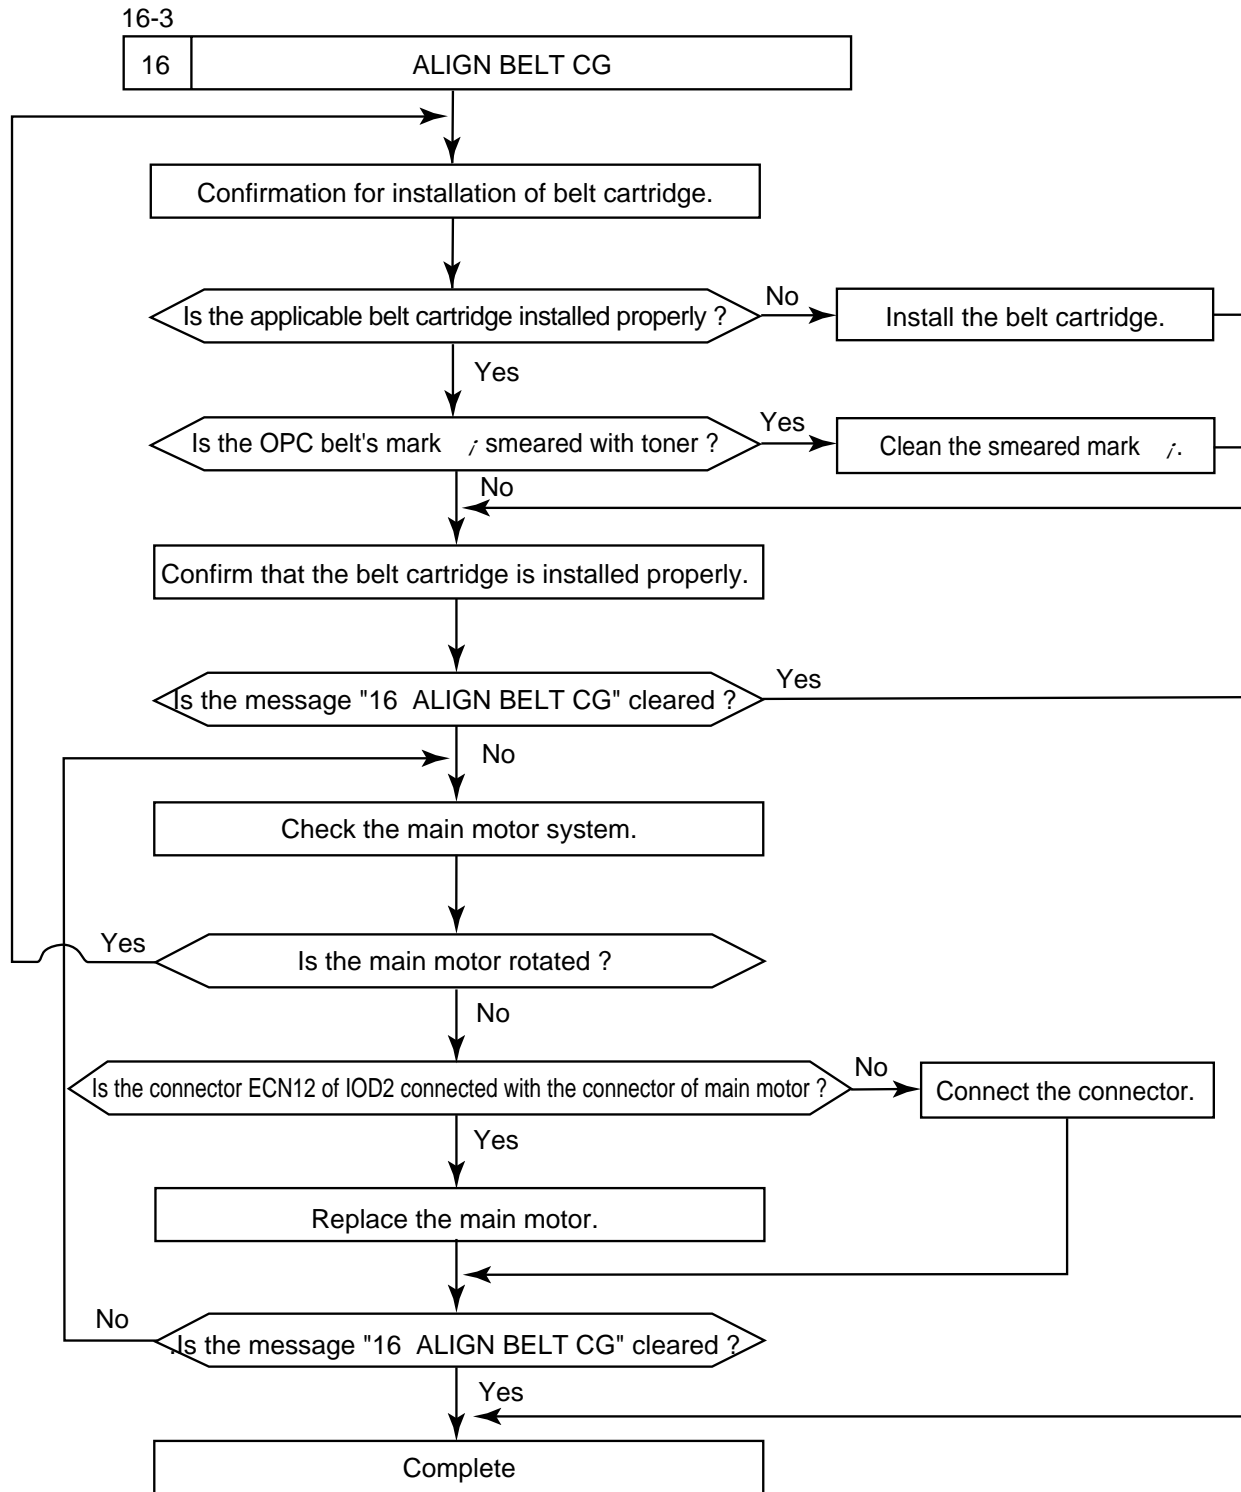 16-3
16 ALIGN BELT CG
Confirmation for installation of belt cartridge.
Is the applicable belt cartridge installed properly ?
No
Install the belt cartridge.
Yes
Is the OPC belt's mark ¡ smeared with toner ?
Yes
Clean the smeared mark ¡.
No
Confirm that the belt cartridge is installed properly.
Is the message "16 ALIGN BELT CG" cleared ?
Yes
No
Check the main motor system.
Yes
Is the main motor rotated ?
No
Is the connector ECN12 of IOD2 connected with the connector of main motor ?
No
Connect the connector.
Yes
Replace the main motor.
No
Is the message "16 ALIGN BELT CG" cleared ?
Yes
Complete